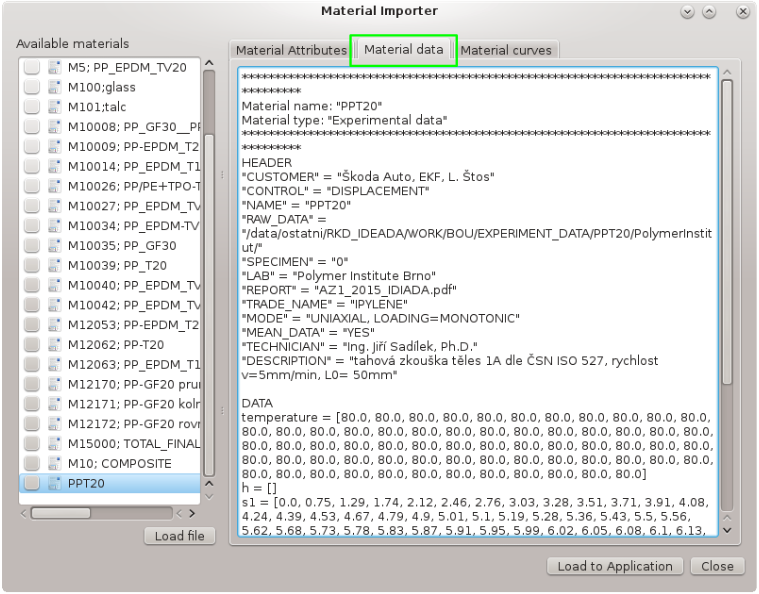 Material Importer
Available materials
M5; PP_EPDM_TV20
M100;glass
M101;talc
M10008; PP_GF30__PF
M10009; PP-EPDM_T2
M10014; PP_EPDM_T1
M10026; PP/PE+TPO-T
M10027; PP_EPDM_TV
M10034; PP_EPDM-TV
M10035; PP_GF30
M10039; PP_T20
M10040; PP_EPDM_TV
M10042; PP_EPDM_TV
M12053; PP-EPDM_T2
M12062; PP-T20
M12063; PP_EPDM_T1
M12170; PP-GF20 prui
M12171; PP-GF20 kolr
M12172; PP-GF20 rovr
M15000; TOTAL_FINAL
M10; COMPOSITE
PPT20
Load file
Material Attributes
Material data
Material curves
***********************************************************************
*********
Material name: "PPT20"
Material type: "Experimental data"
***********************************************************************
*********
HEADER
"CUSTOMER" = "Škoda Auto, EKF, L. Štos"
"CONTROL" = "DISPLACEMENT"
"NAME" = "PPT20"
"RAW_DATA" =
"/data/ostatni/RKD_IDEADA/WORK/BOU/EXPERIMENT_DATA/PPT20/PolymerInstit
ut/"
"SPECIMEN" = "0"
"LAB" = "Polymer Institute Brno"
"REPORT" = "AZ1_2015_IDIADA.pdf"
"TRADE_NAME" = "IPYLENE"
"MODE" = "UNIAXIAL, LOADING=MONOTONIC"
"MEAN_DATA" = "YES"
"TECHNICIAN" = "Ing. Jiří Sadílek, Ph.D."
"DESCRIPTION" = "tahová zkouška těles 1A dle ČSN ISO 527, rychlost
v=5mm/min, L0= 50mm"
DATA
temperature = [80.0, 80.0, 80.0, 80.0, 80.0, 80.0, 80.0, 80.0, 80.0, 80.0, 80.0,
80.0, 80.0, 80.0, 80.0, 80.0, 80.0, 80.0, 80.0, 80.0, 80.0, 80.0, 80.0, 80.0, 80.0,
80.0, 80.0, 80.0, 80.0, 80.0, 80.0, 80.0, 80.0, 80.0, 80.0, 80.0, 80.0, 80.0, 80.0,
80.0, 80.0, 80.0, 80.0, 80.0, 80.0, 80.0, 80.0, 80.0, 80.0, 80.0, 80.0, 80.0, 80.0,
80.0, 80.0, 80.0, 80.0, 80.0, 80.0, 80.0, 80.0, 80.0, 80.0, 80.0, 80.0]
h = []
s1 = [0.0, 0.75, 1.29, 1.74, 2.12, 2.46, 2.76, 3.03, 3.28, 3.51, 3.71, 3.91, 4.08,
4.24, 4.39, 4.53, 4.67, 4.79, 4.9, 5.01, 5.1, 5.19, 5.28, 5.36, 5.43, 5.5, 5.56,
5.62, 5.68, 5.73, 5.78, 5.83, 5.87, 5.91, 5.95, 5.99, 6.02, 6.05, 6.08, 6.1, 6.13,
Load to Application
Close